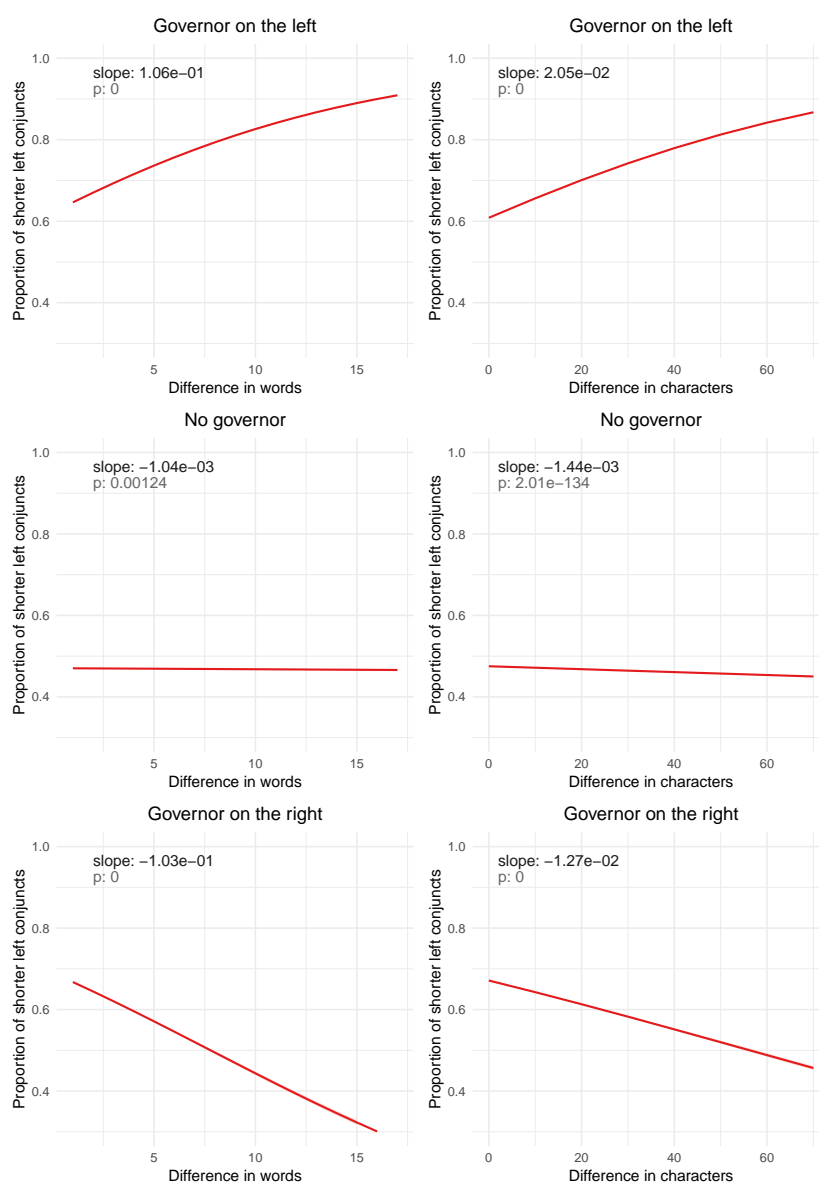 Governor on the left
Proportion of shorter left conjuncts
1.0
0.8
0.6
0.4
slope: 1.06e−01
p: 0
5
10
15
Difference in words
Governor on the left
Proportion of shorter left conjuncts
1.0
0.8
0.6
0.4
slope: 2.05e−02
p: 0
0
20
40
60
Difference in characters
No governor
Proportion of shorter left conjuncts
1.0
0.8
0.6
0.4
slope: −1.04e−03
p: 0.00124
5
10
15
Difference in words
No governor
Proportion of shorter left conjuncts
1.0
0.8
0.6
0.4
slope: −1.44e−03
p: 2.01e−134
0
20
40
60
Difference in characters
Governor on the right
Proportion of shorter left conjuncts
1.0
0.8
0.6
0.4
slope: −1.03e−01
p: 0
5
10
15
Difference in words
Governor on the right
Proportion of shorter left conjuncts
1.0
0.8
0.6
0.4
slope: −1.27e−02
p: 0
0
20
40
60
Difference in characters